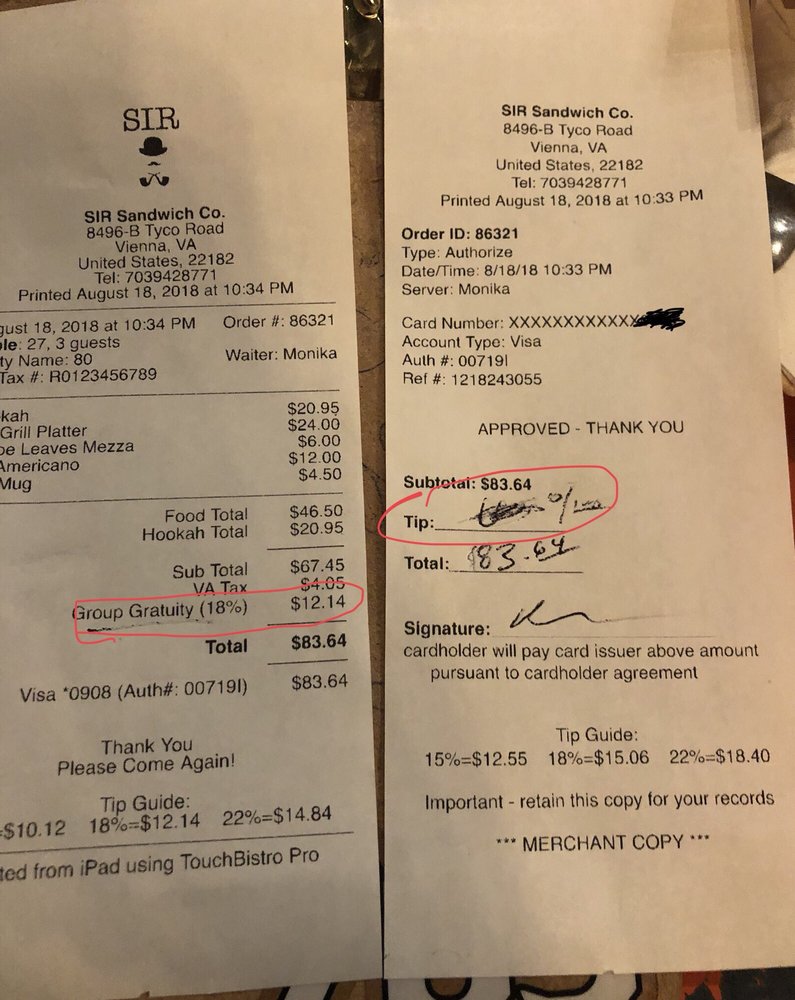 SIR
SIR Sandwich Co.
8496-B Tyco Road
Vienna, VA
United States, 22182
Tel: 7039428771
Printed August 18, 2018 at 10:34 PM
gust 18, 2018 at 10:34 PM Order #: 86321
le: 27, 3 guests
ty Name: 80 Waiter: Monika
Tax #: R0123456789
kah $20.95
Grill Platter $24.00
pe Leaves Mezza $6.00
Americano $12.00
Mug $4.50
Food Total $46.50
Hookah Total $20.95
Sub Total $67.45
VA Tax $4.05
Group Gratuity (18%) $12.14
Total $83.64
Visa *0908 (Auth#: 00719I) $83.64
Thank You
Please Come Again!
Tip Guide:
=$10.12 18%=$12.14 22%=$14.84
ted from iPad using TouchBistro Pro
SIR Sandwich Co.
8496-B Tyco Road
Vienna, VA
United States, 22182
Tel: 7039428771
Printed August 18, 2018 at 10:33 PM
Order ID: 86321
Type: Authorize
Date/Time: 8/18/18 10:33 PM
Server: Monika
Card Number: XXXXXXXXXXXX
Account Type: Visa
Auth #: 00719I
Ref #: 1218243055
APPROVED - THANK YOU
Subtotal: $83.64
Tip:
Total: $83.64
Signature:
cardholder will pay card issuer above amount
pursuant to cardholder agreement
Tip Guide:
15%=$12.55 18%=$15.06 22%=$18.40
Important - retain this copy for your records
*** MERCHANT COPY ***